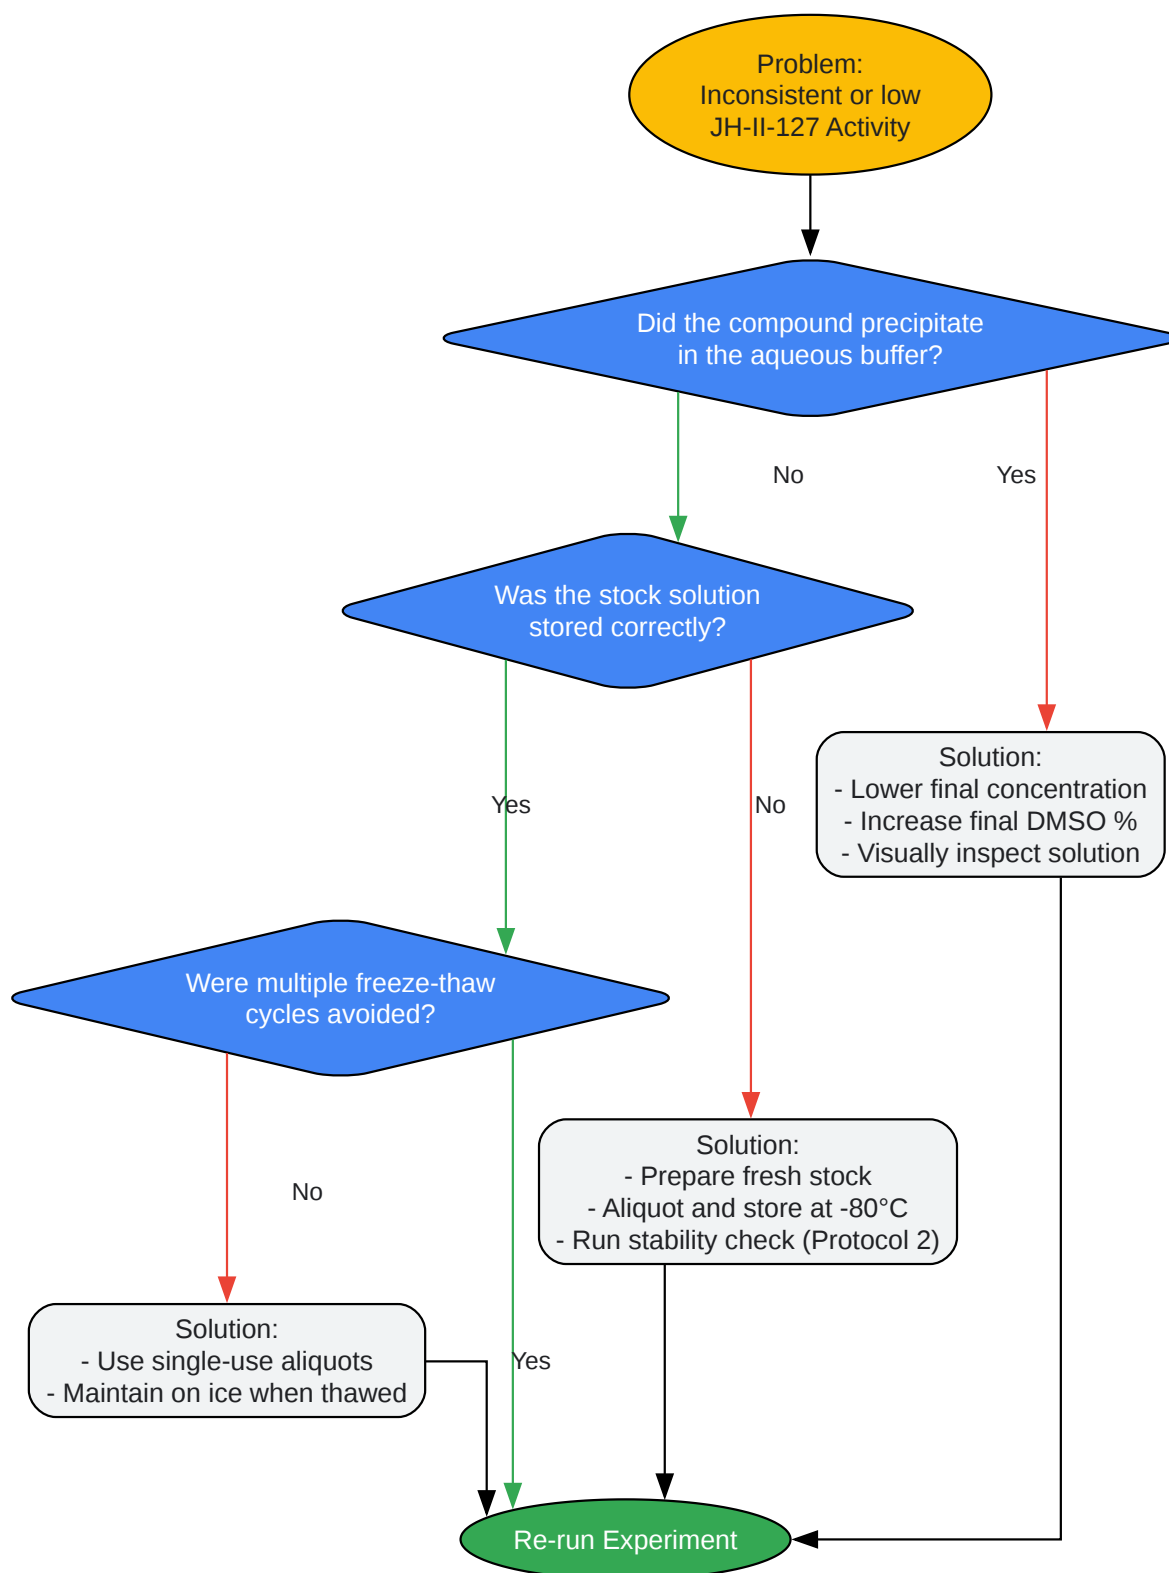 Problem:
Inconsistent or low
JH-II-127 Activity
Did the compound precipitate
in the aqueous buffer?
No
Yes
Was the stock solution
stored correctly?
Yes
No
Solution:
- Lower final concentration
- Increase final DMSO %
- Visually inspect solution
Were multiple freeze-thaw
cycles avoided?
No
Yes
Solution:
- Prepare fresh stock
- Aliquot and store at -80°C
- Run stability check (Protocol 2)
Solution:
- Use single-use aliquots
- Maintain on ice when thawed
Re-run Experiment